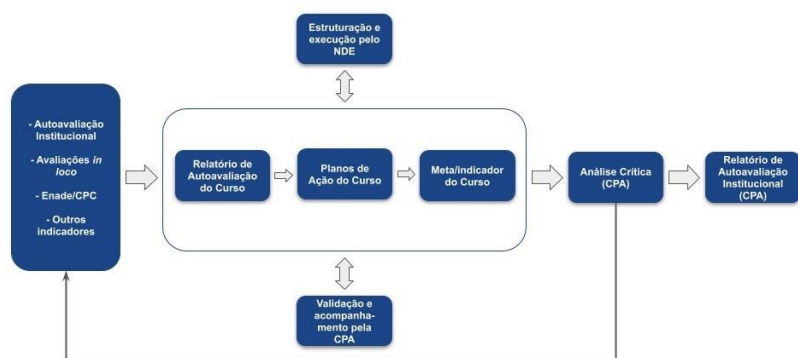 Estruturação e
execução pelo
NDE
- Autoavaliação
Institucional
- Avaliações in
loco
- Enade/CPC
- Outros
indicadores
Relatório de
Autoavaliação
do Curso
Planos de
Ação do Curso
Meta/indicador
do Curso
Análise Crítica
(CPA)
Relatório de
Autoavaliação
Institucional
(CPA)
Validação e
acompanha-
mento pela
CPA